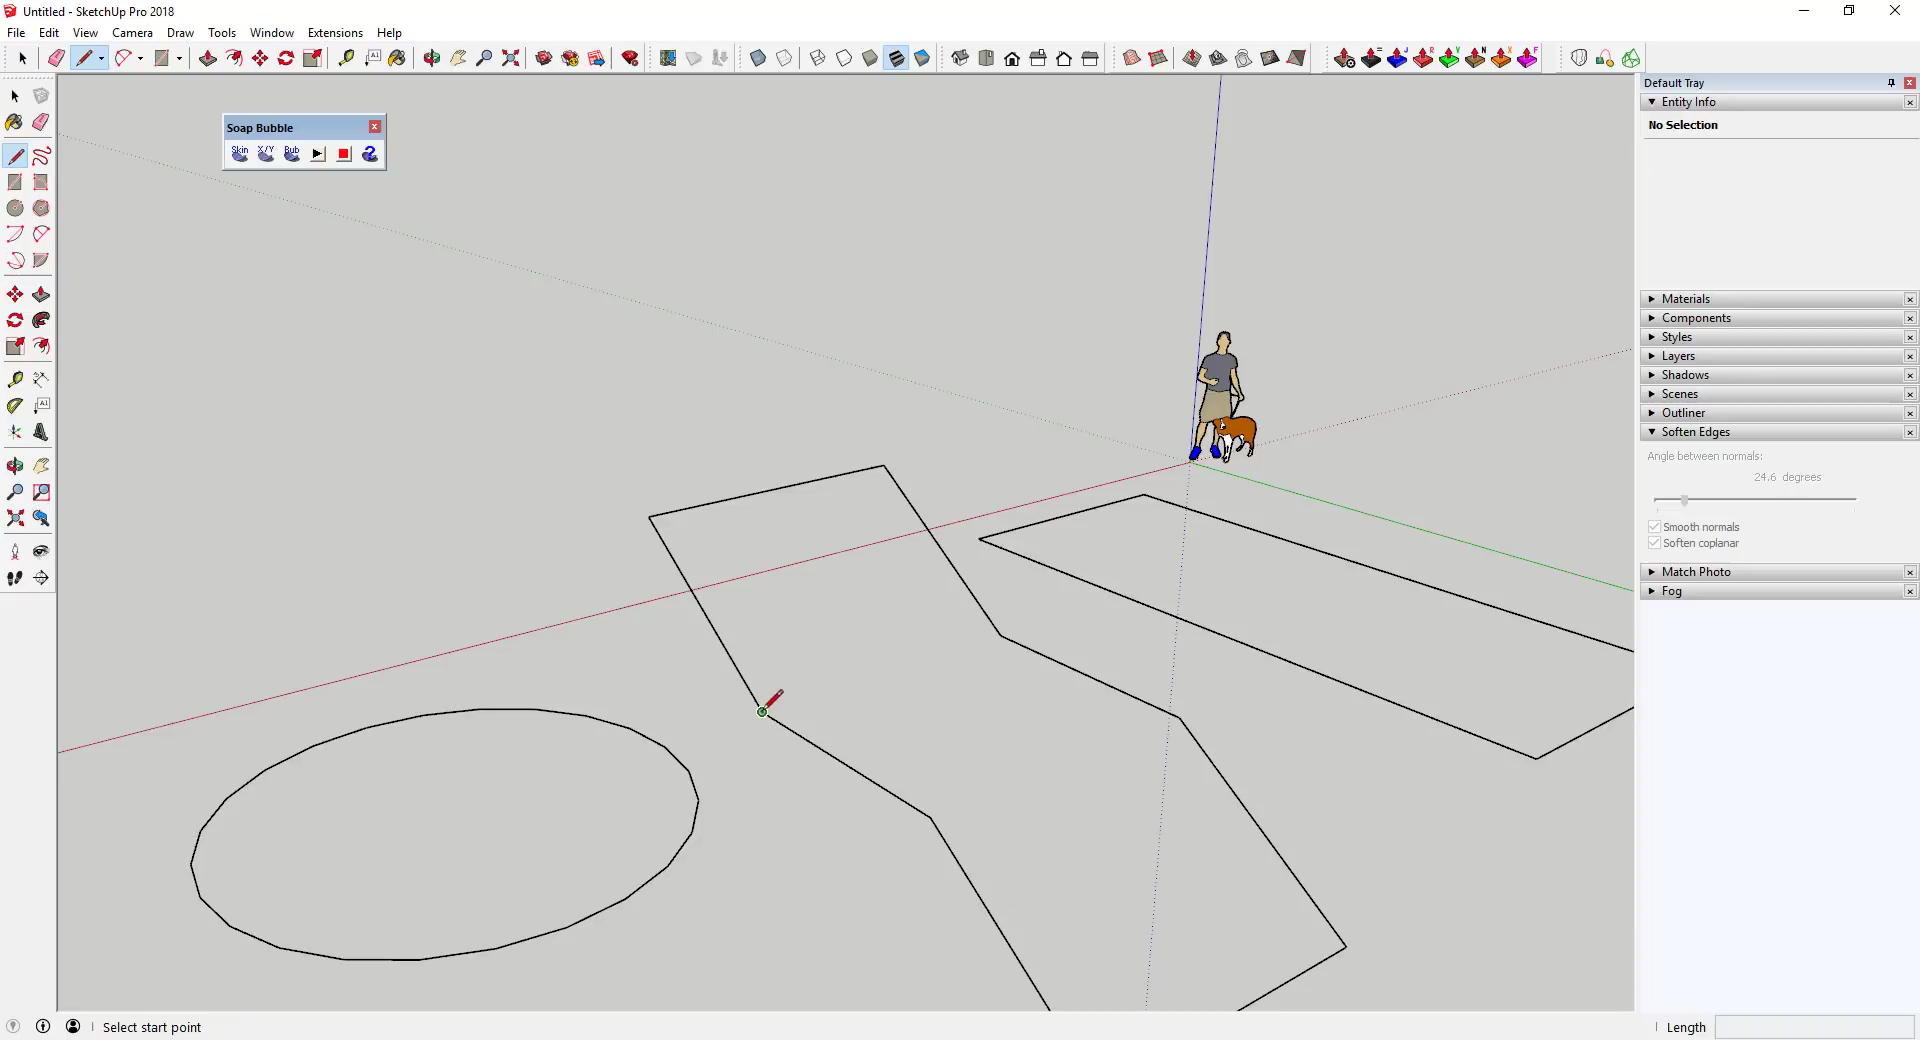 Untitled - SketchUp Pro 2018
File Edit View Camera Draw Tools Window Extensions Help
Default Tray
Entity Info
No Selection
Soap Bubble
Skin X/Y Bub
Materials
Components
Styles
Layers
Shadows
Scenes
Outliner
Soften Edges
Angle between normals:
24.6 degrees
Smooth normals
Soften coplanar
Match Photo
Fog
Select start point
Length